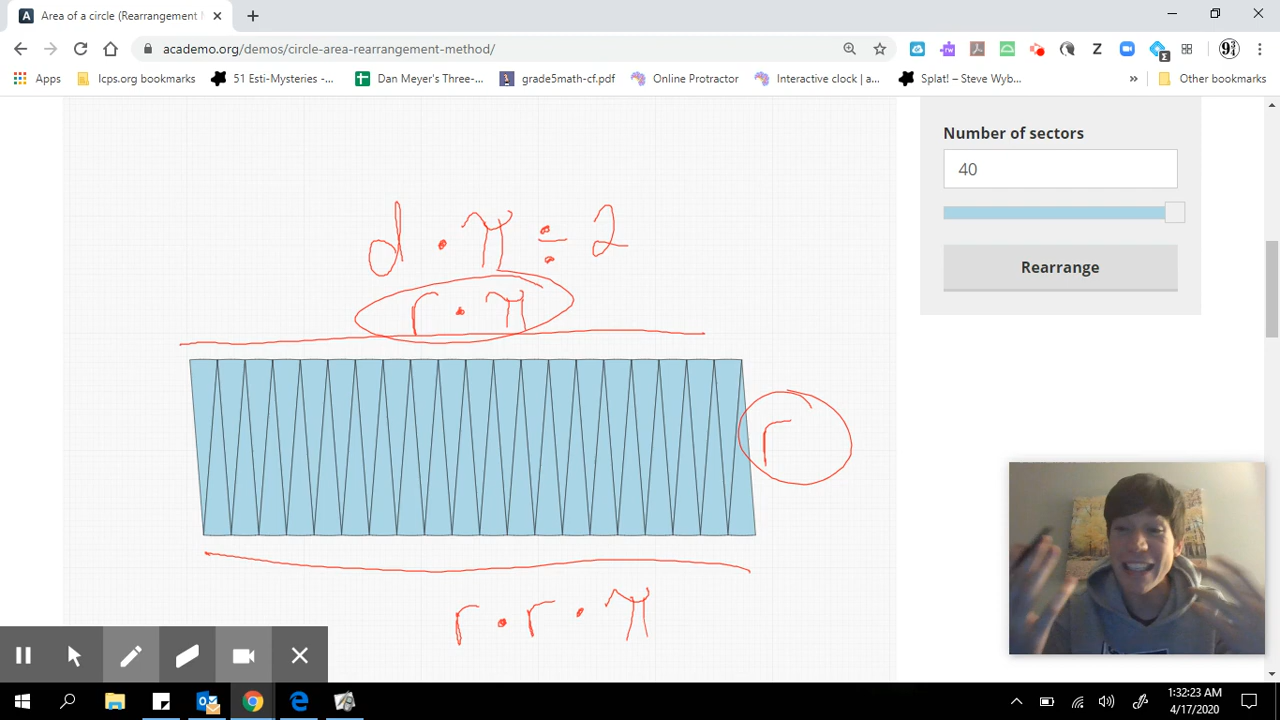 Area of a circle (Rearrangement
academo.org/demos/circle-area-rearrangement-method/
Apps
lcps.org bookmarks
51 Esti-Mysteries -...
Dan Meyer's Three-...
grade5math-cf.pdf
Online Protractor
Interactive clock | a...
Splat! – Steve Wyb...
»
Other bookmarks
Number of sectors
40
Rearrange
d · π ÷ 2
r · π
r
r · r · π
1:32:23 AM
4/17/2020